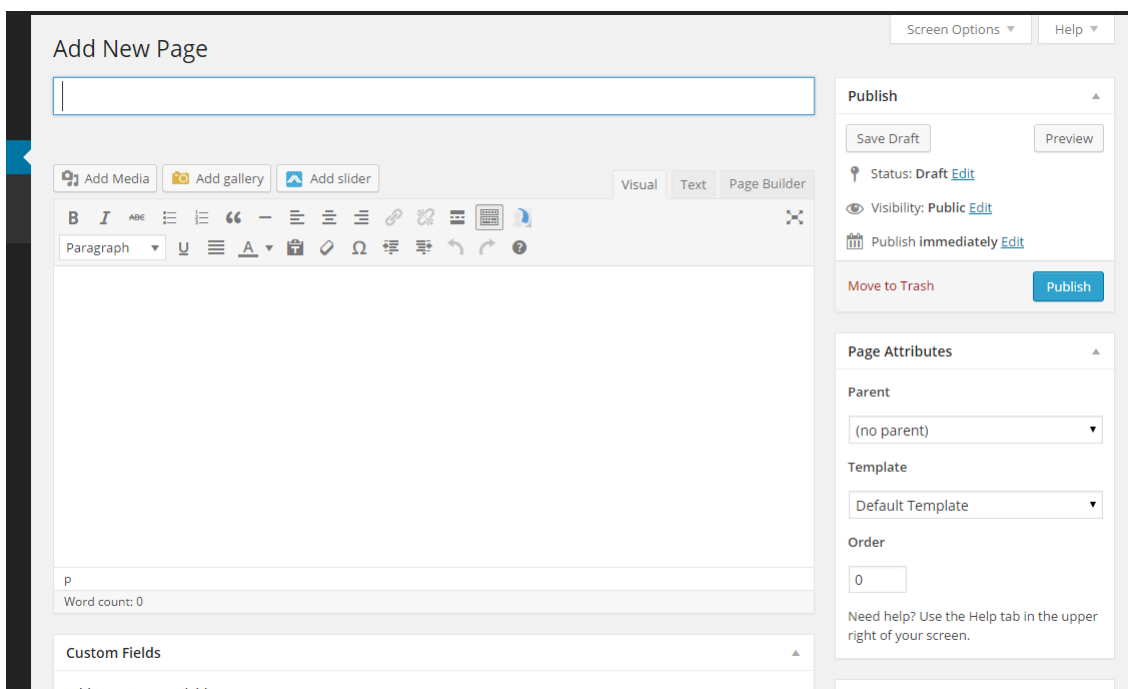 Screen Options
Help
Add New Page
Publish
Save Draft
Preview
Add Media
Add gallery
Add slider
Visual
Text
Page Builder
Status: Draft Edit
Visibility: Public Edit
Publish immediately Edit
B I ABC
Paragraph U A Ω
Move to Trash
Publish
Page Attributes
Parent
(no parent)
Template
Default Template
Order
0
Need help? Use the Help tab in the upper
right of your screen.
p
Word count: 0
Custom Fields